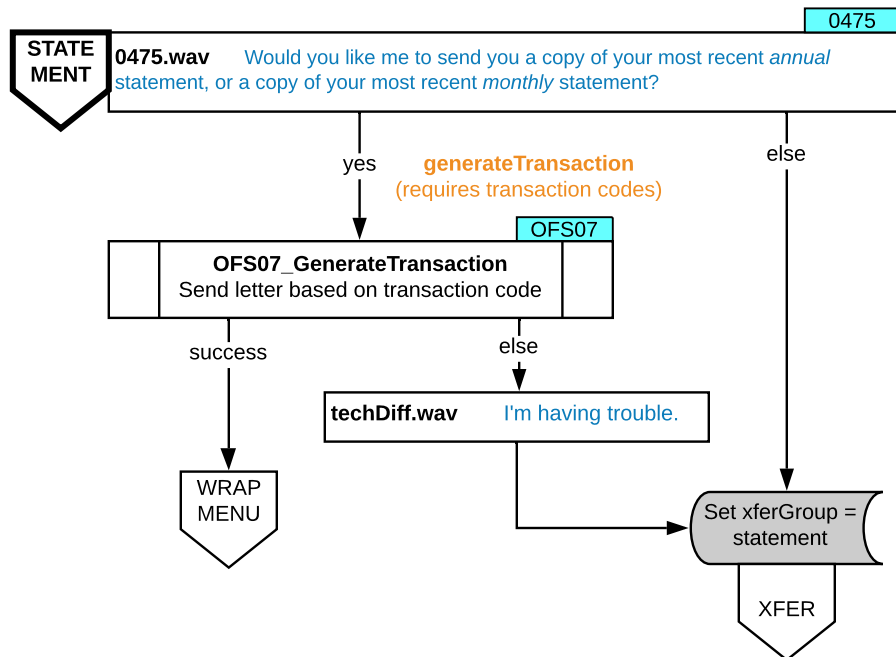 0475
STATE
MENT
0475.wav Would you like me to send you a copy of your most recent annual
statement, or a copy of your most recent monthly statement?
yes
generateTransaction
(requires transaction codes)
else
OFS07
OFS07_GenerateTransaction
Send letter based on transaction code
success
else
techDiff.wav I'm having trouble.
WRAP
MENU
Set xferGroup =
statement
XFER